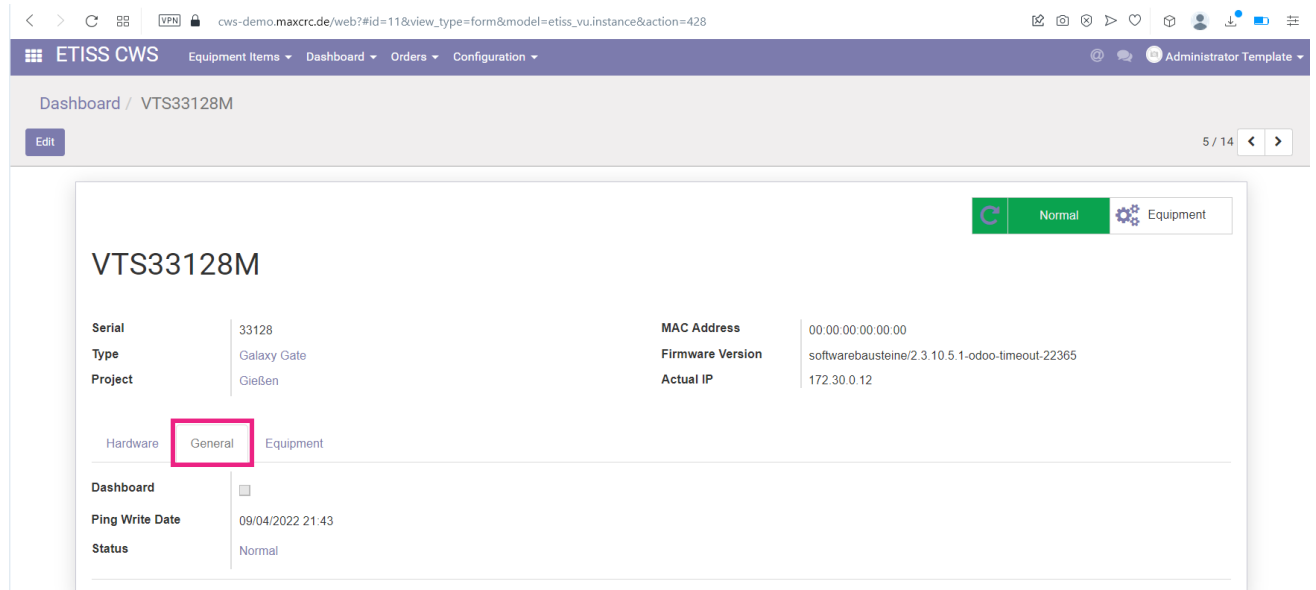 VPN cws-demo.maxcrc.de/web?#id=11&view_type=form&model=etiss_vu.instance&action=428
ETISS CWS Equipment Items Dashboard Orders Configuration @ Administrator Template
Dashboard / VTS33128M
Edit 5 / 14
Normal Equipment
VTS33128M
Serial 33128 MAC Address 00:00:00:00:00:00
Type Galaxy Gate Firmware Version softwarebausteine/2.3.10.5.1-odoo-timeout-22365
Project Gießen Actual IP 172.30.0.12
Hardware General Equipment
Dashboard
Ping Write Date 09/04/2022 21:43
Status Normal